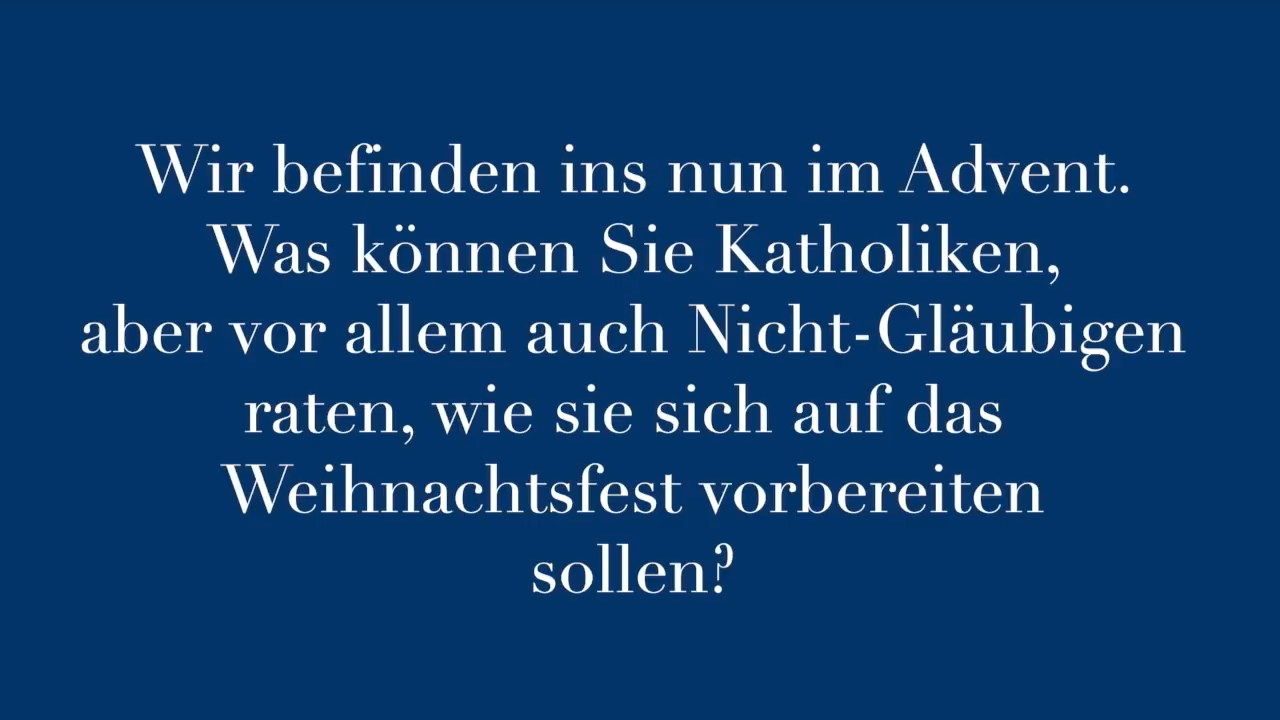 Wir befinden ins nun im Advent.
Was können Sie Katholiken,
aber vor allem auch Nicht-Gläubigen
raten, wie sie sich auf das
Weihnachtsfest vorbereiten
sollen?